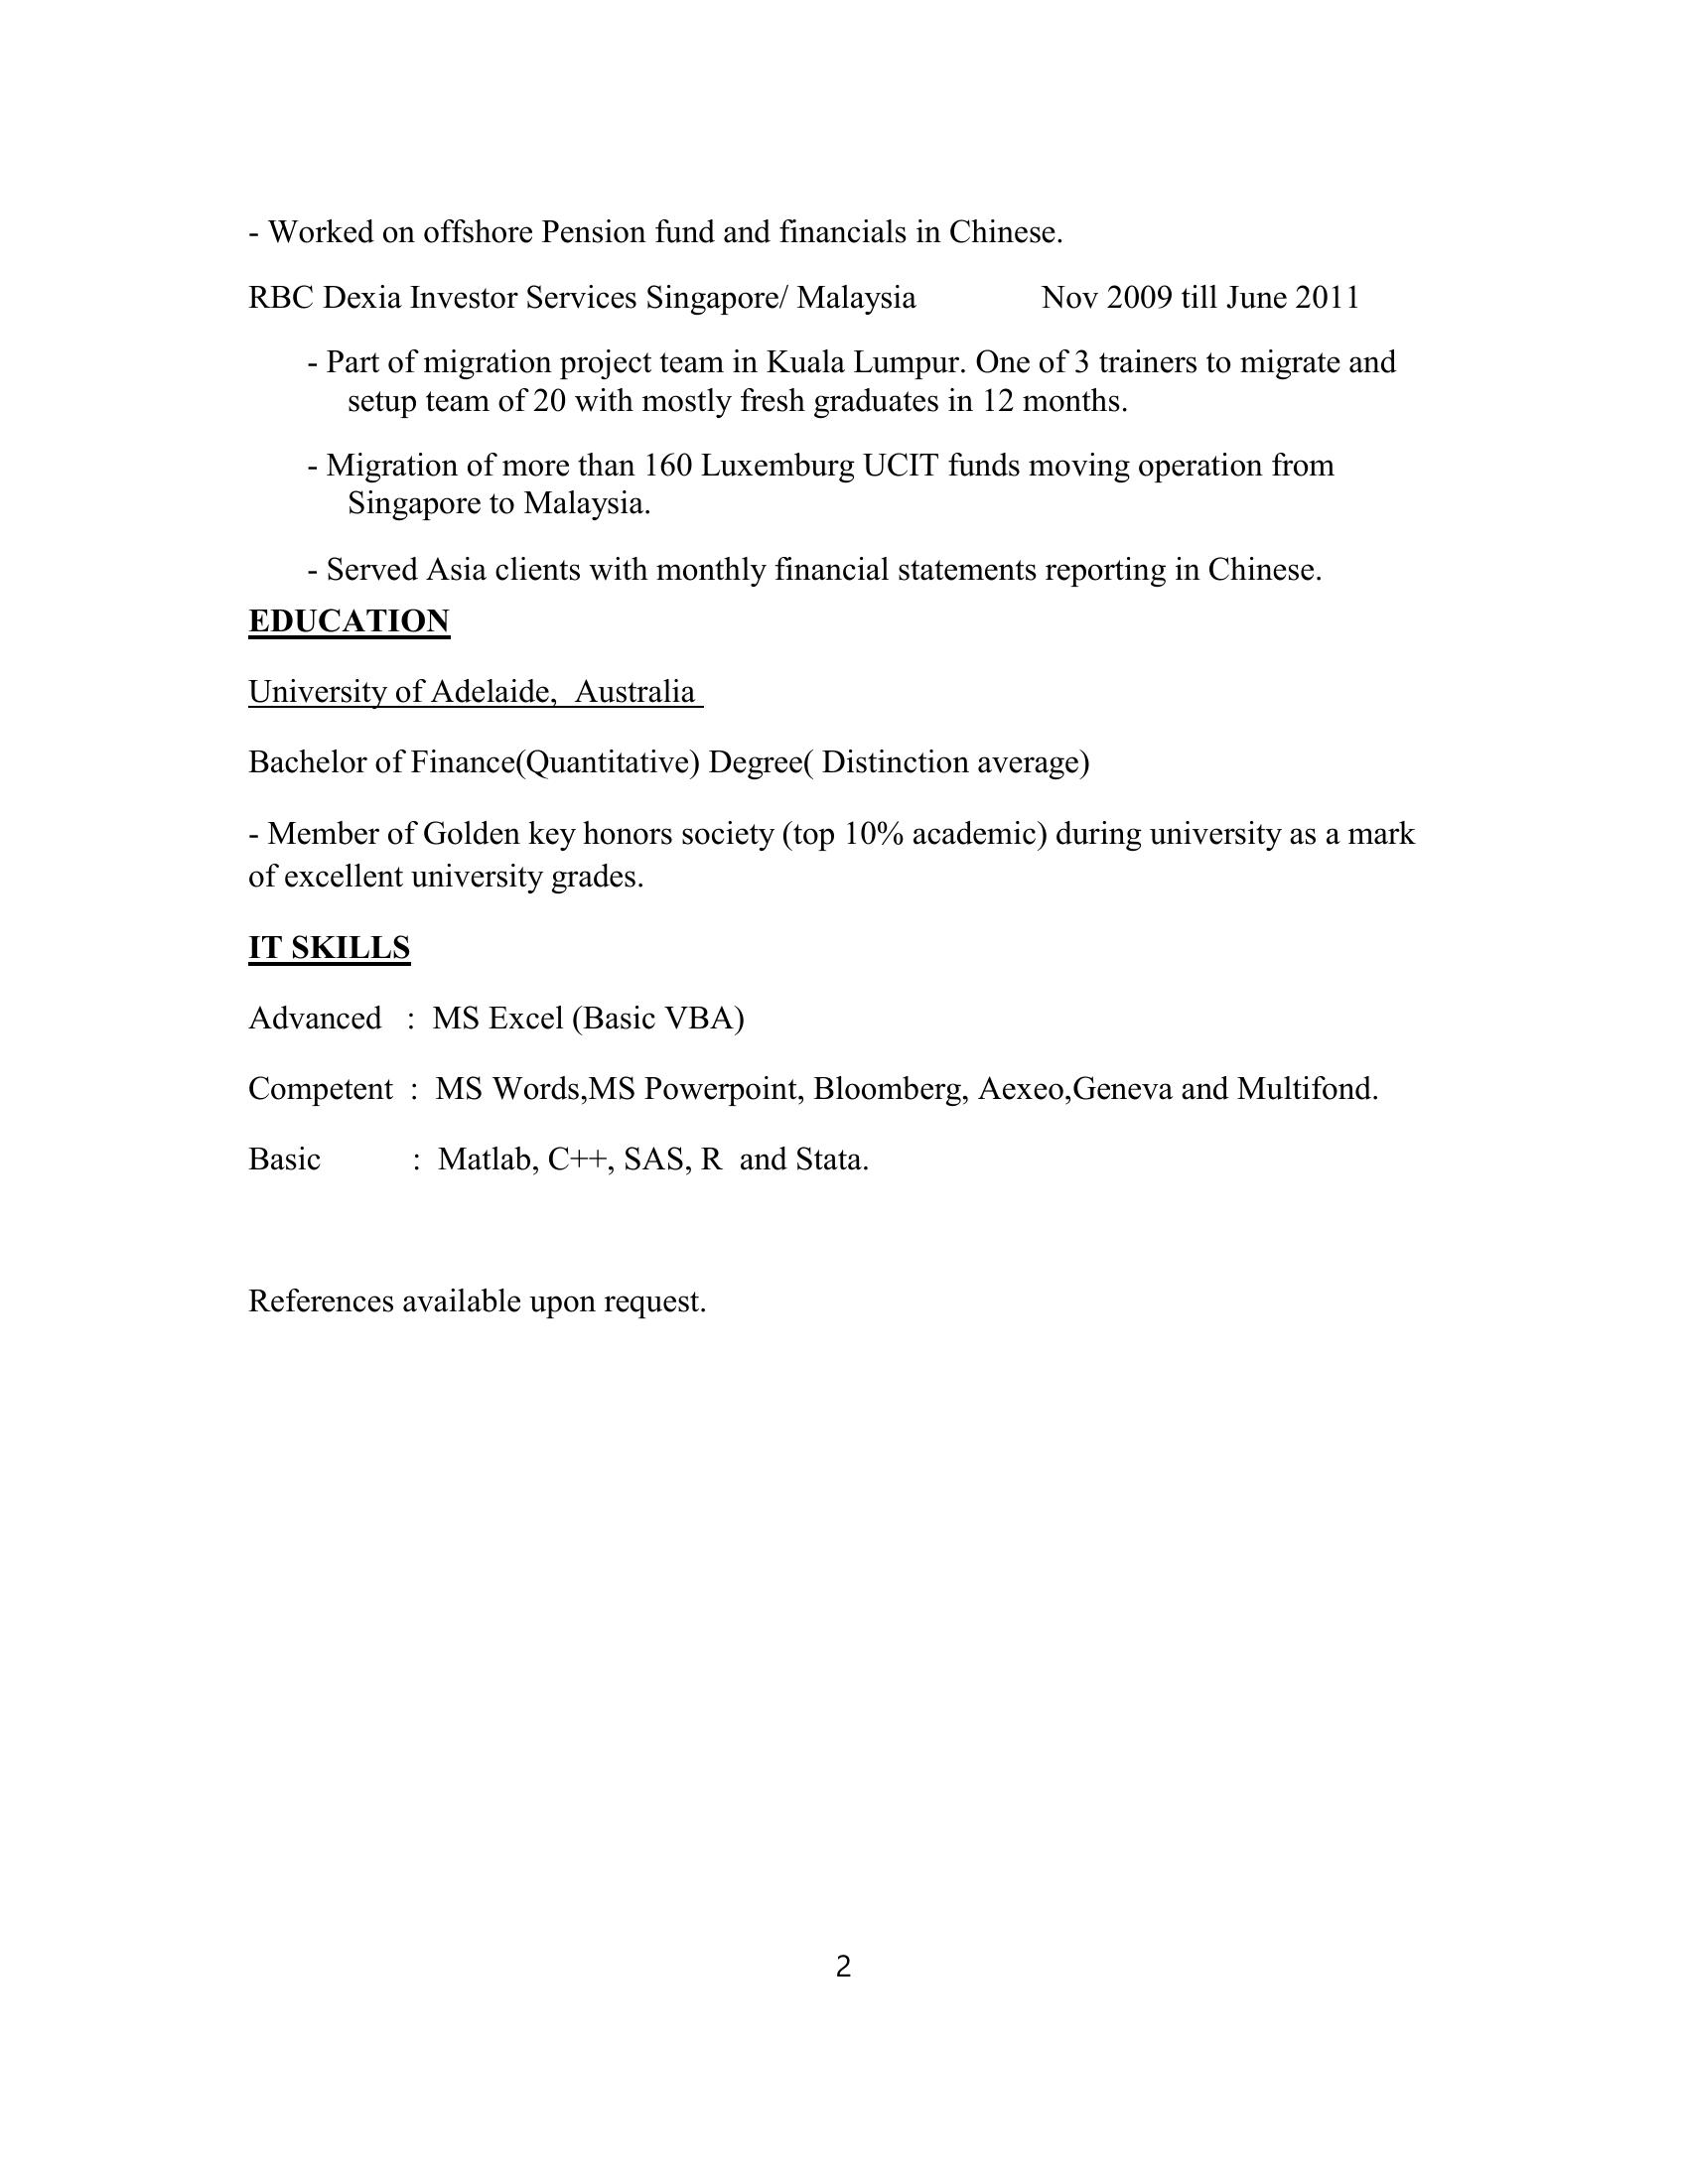 - Worked on offshore Pension fund and financials in Chinese.
RBC Dexia Investor Services Singapore/ Malaysia Nov 2009 till June 2011
- Part of migration project team in Kuala Lumpur. One of 3 trainers to migrate and
setup team of 20 with mostly fresh graduates in 12 months.
- Migration of more than 160 Luxemburg UCIT funds moving operation from
Singapore to Malaysia.
- Served Asia clients with monthly financial statements reporting in Chinese.
EDUCATION
University of Adelaide,  Australia
Bachelor of Finance(Quantitative) Degree( Distinction average)
- Member of Golden key honors society (top 10% academic) during university as a mark
of excellent university grades.
IT SKILLS
Advanced : MS Excel (Basic VBA)
Competent : MS Words,MS Powerpoint, Bloomberg, Aexeo,Geneva and Multifond.
Basic : Matlab, C++, SAS, R  and Stata.
References available upon request.
2